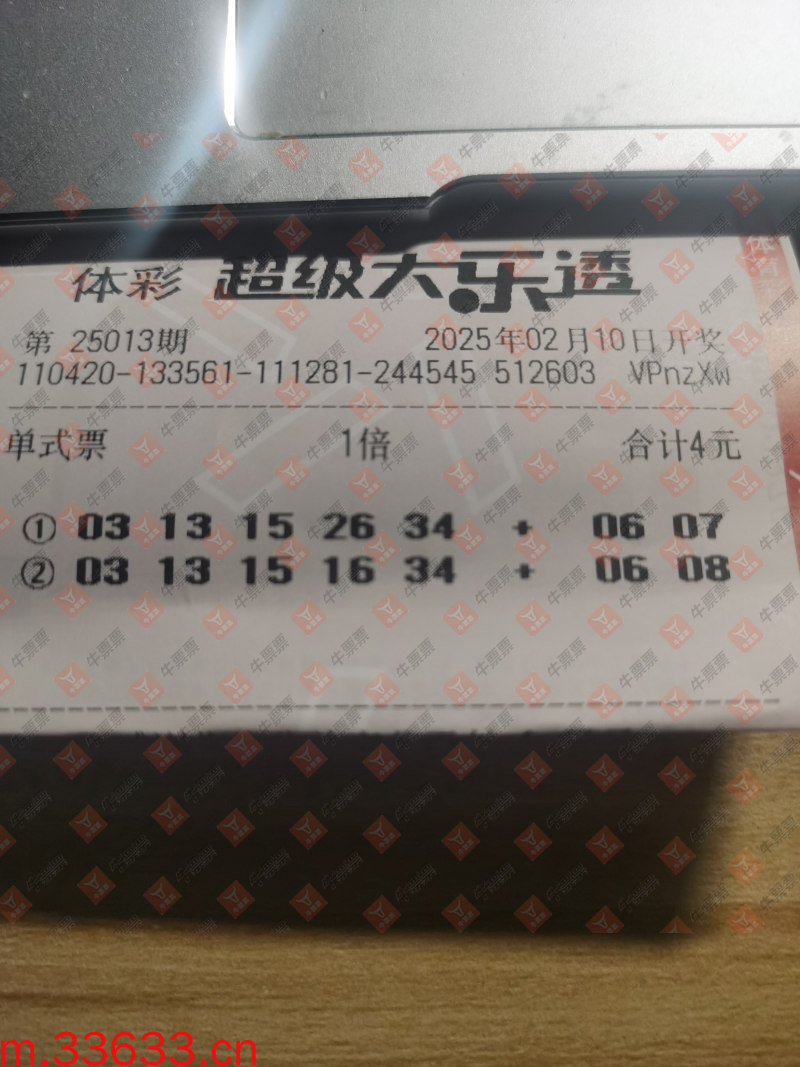 体彩 超级大乐透
第 25013期 2025年02月10日开奖
110420-133561-111281-244545 512603 VPnzXw
单式票 1倍 合计4元
① 03 13 15 26 34 + 06 07
② 03 13 15 16 34 + 06 08
牛票票
m.33633.cn